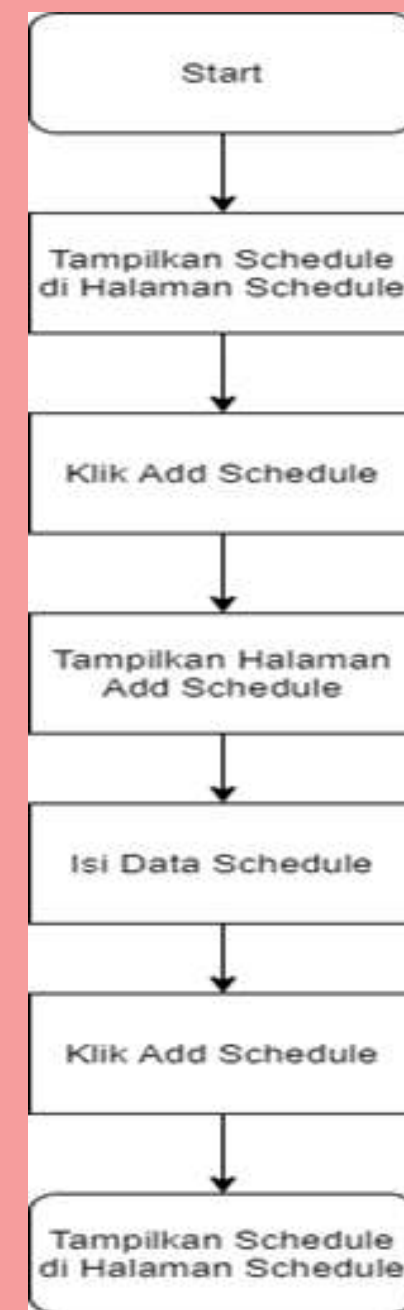 Start
Tampilkan Schedule
di Halaman Schedule
Klik Add Schedule
Tampilkan Halaman
Add Schedule
Isi Data Schedule
Klik Add Schedule
Tampilkan Schedule
di Halaman Schedule